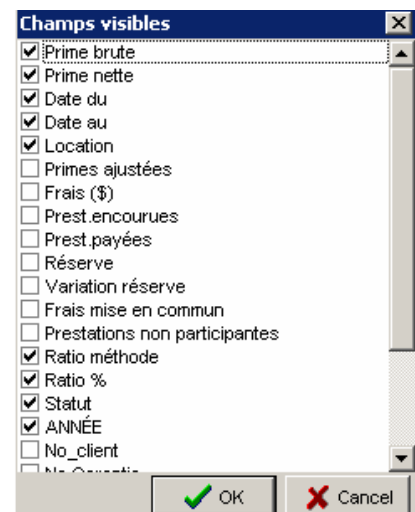 Champs visibles
Prime brute
Prime nette
Date du
Date au
Location
Primes ajustées
Frais ($)
Prest.encourues
Prest.payées
Réserve
Variation réserve
Frais mise en commun
Prestations non participantes
Ratio méthode
Ratio %
Statut
ANNÉE
No_client
OK
Cancel